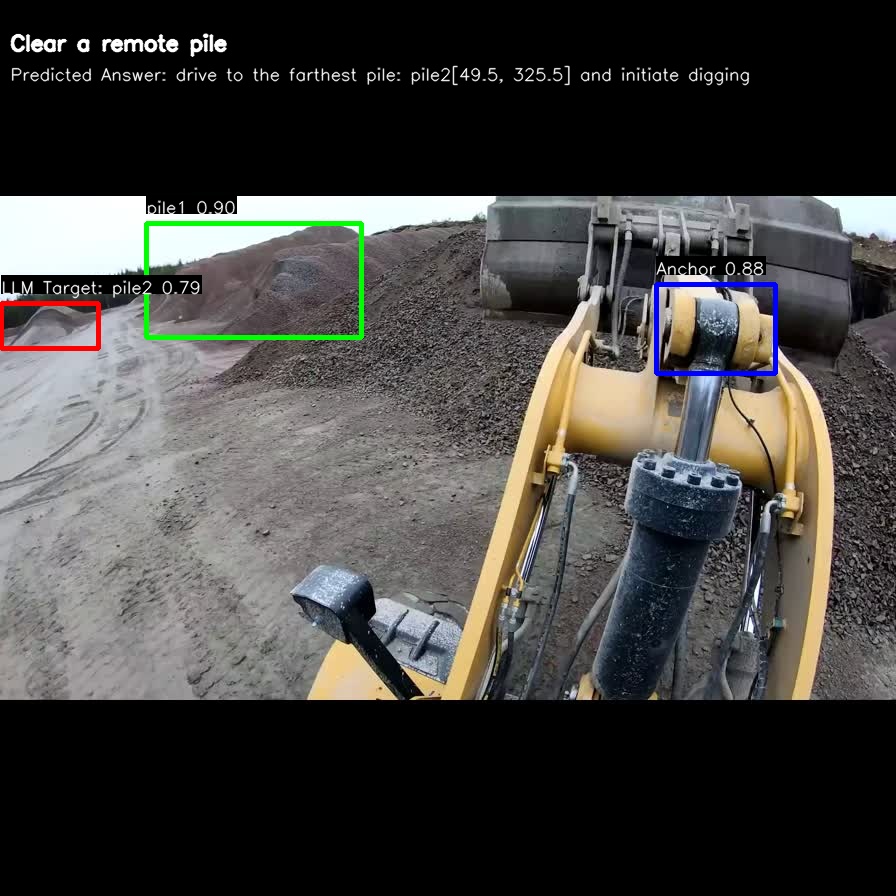 Clear a remote pile
Predicted Answer: drive to the farthest pile: pile2[49.5, 325.5] and initiate digging
pile1 0.90
Anchor 0.88
LLM Target: pile2 0.79